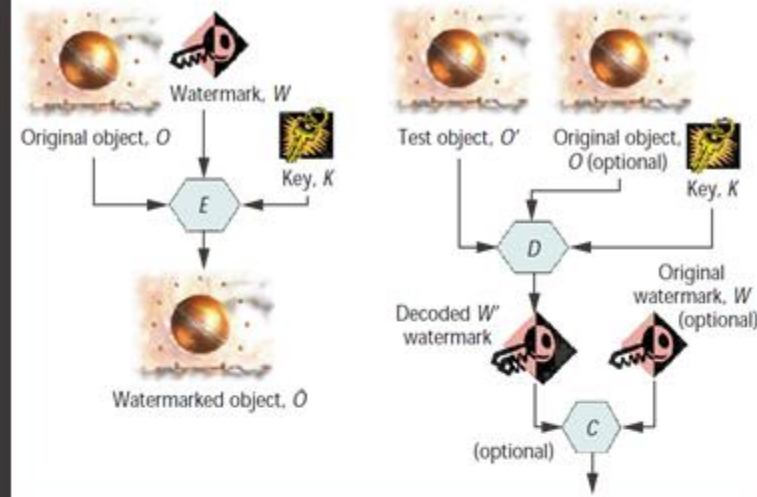 Watermark, W
Original object, O
Key, K
E
Watermarked object, Ô
Test object, O'
Original object,
O (optional)
Key, K
D
Decoded W'
watermark
Original
watermark, W
(optional)
C
(optional)